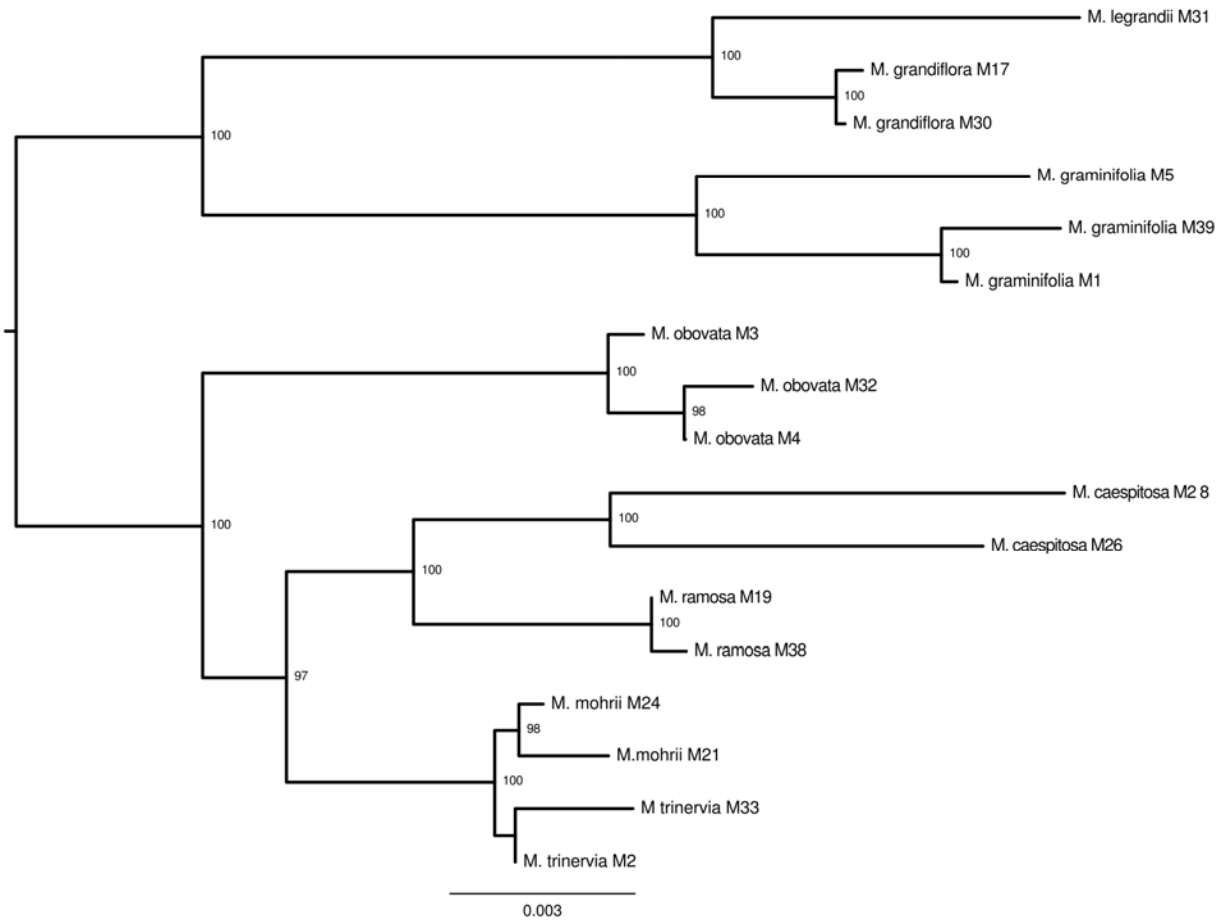 M. legrandii M31
100
M. grandiflora M17
100
M. grandiflora M30
100
M. graminifolia M5
100
M. graminifolia M39
100
M. graminifolia M1
M. obovata M3
100
M. obovata M32
98
M. obovata M4
M. caespitosa M2 8
100
100
M. caespitosa M26
100
M. ramosa M19
100
M. ramosa M38
97
M. mohrii M24
98
M.mohrii M21
100
M trinervia M33
M. trinervia M2
0.003